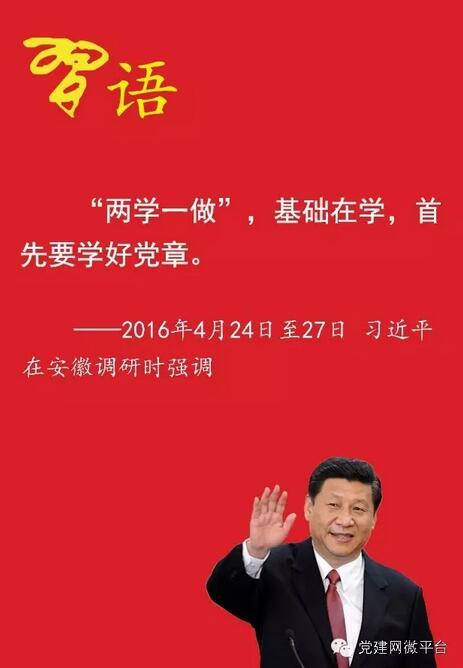 習语
“两学一做”，基础在学，首
先要学好党章。
——2016年4月24日至27日 习近平
在安徽调研时强调
党建网微平台